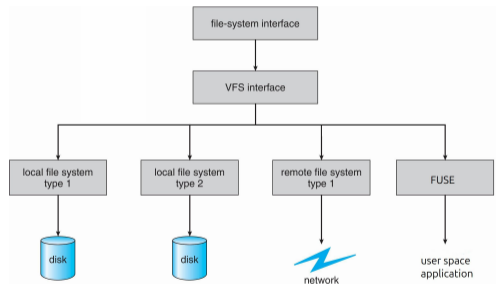 file-system interface
VFS interface
local file system
type 1
local file system
type 2
remote file system
type 1
FUSE
disk
disk
network
user space
application